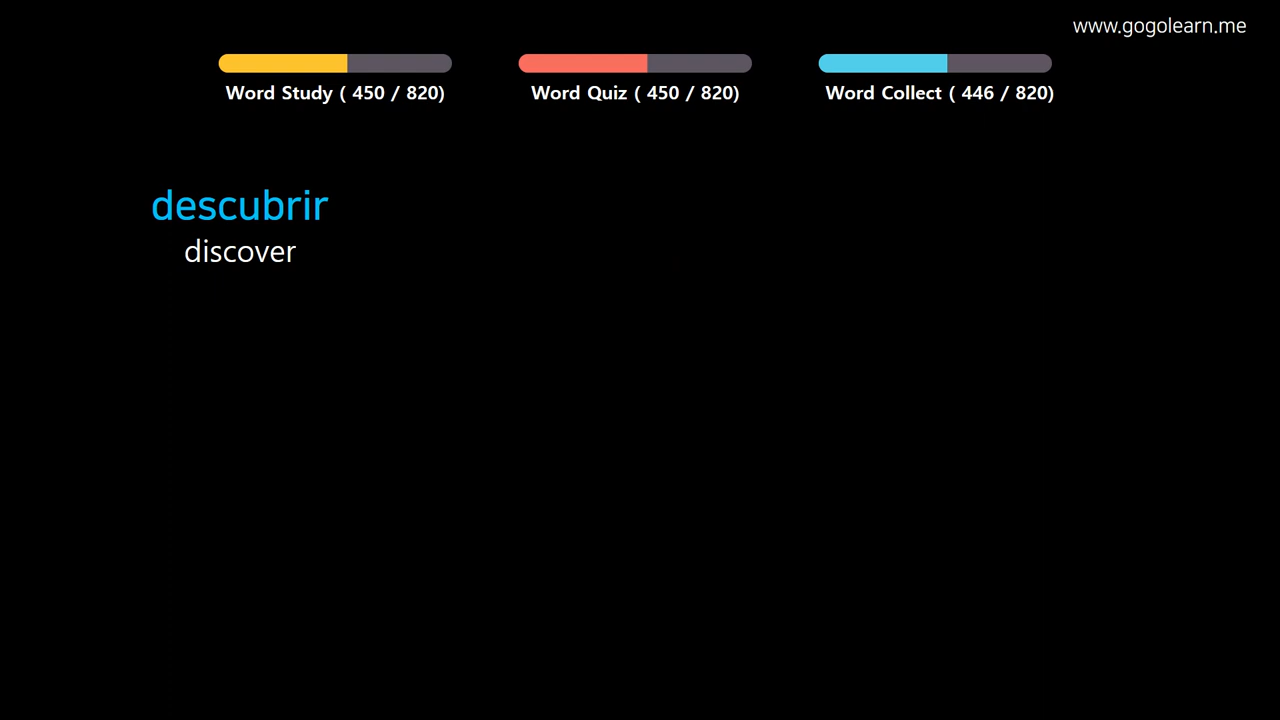 www.gogolearn.me
Word Study ( 450 / 820)
Word Quiz ( 450 / 820)
Word Collect ( 446 / 820)
descubrir
discover